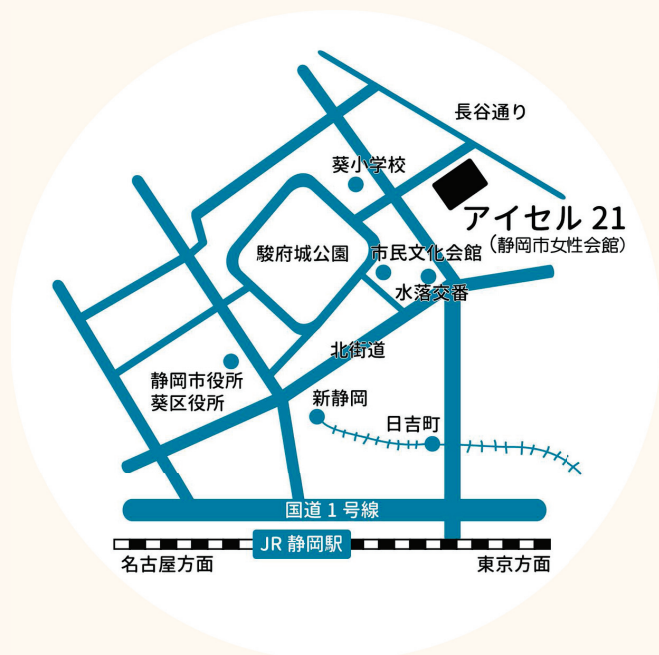 長谷通り
葵小学校
アイセル 21
(静岡市女性会館)
駿府城公園
市民文化会館
水落交番
北街道
静岡市役所
葵区役所
新静岡
日吉町
国道 1 号線
JR 静岡駅
名古屋方面
東京方面